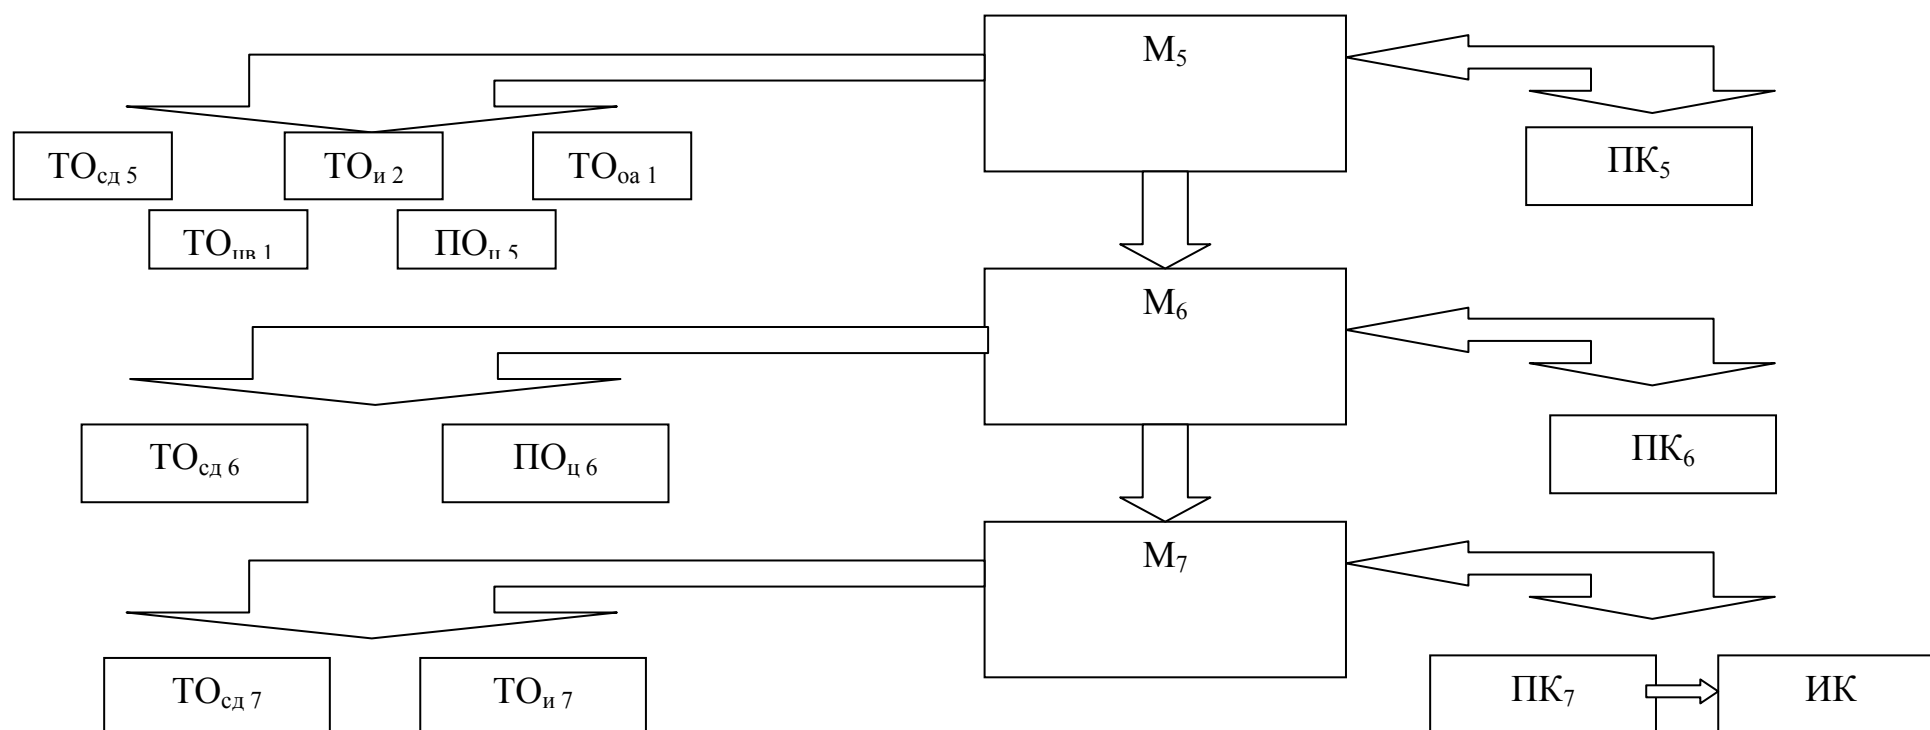 М5
ТОсд 5
ТОи 2
ТОоа 1
ПК5
ТОцв 1
ПОц 5
М6
ТОсд 6
ПОц 6
ПК6
М7
ТОсд 7
ТОи 7
ПК7
ИК